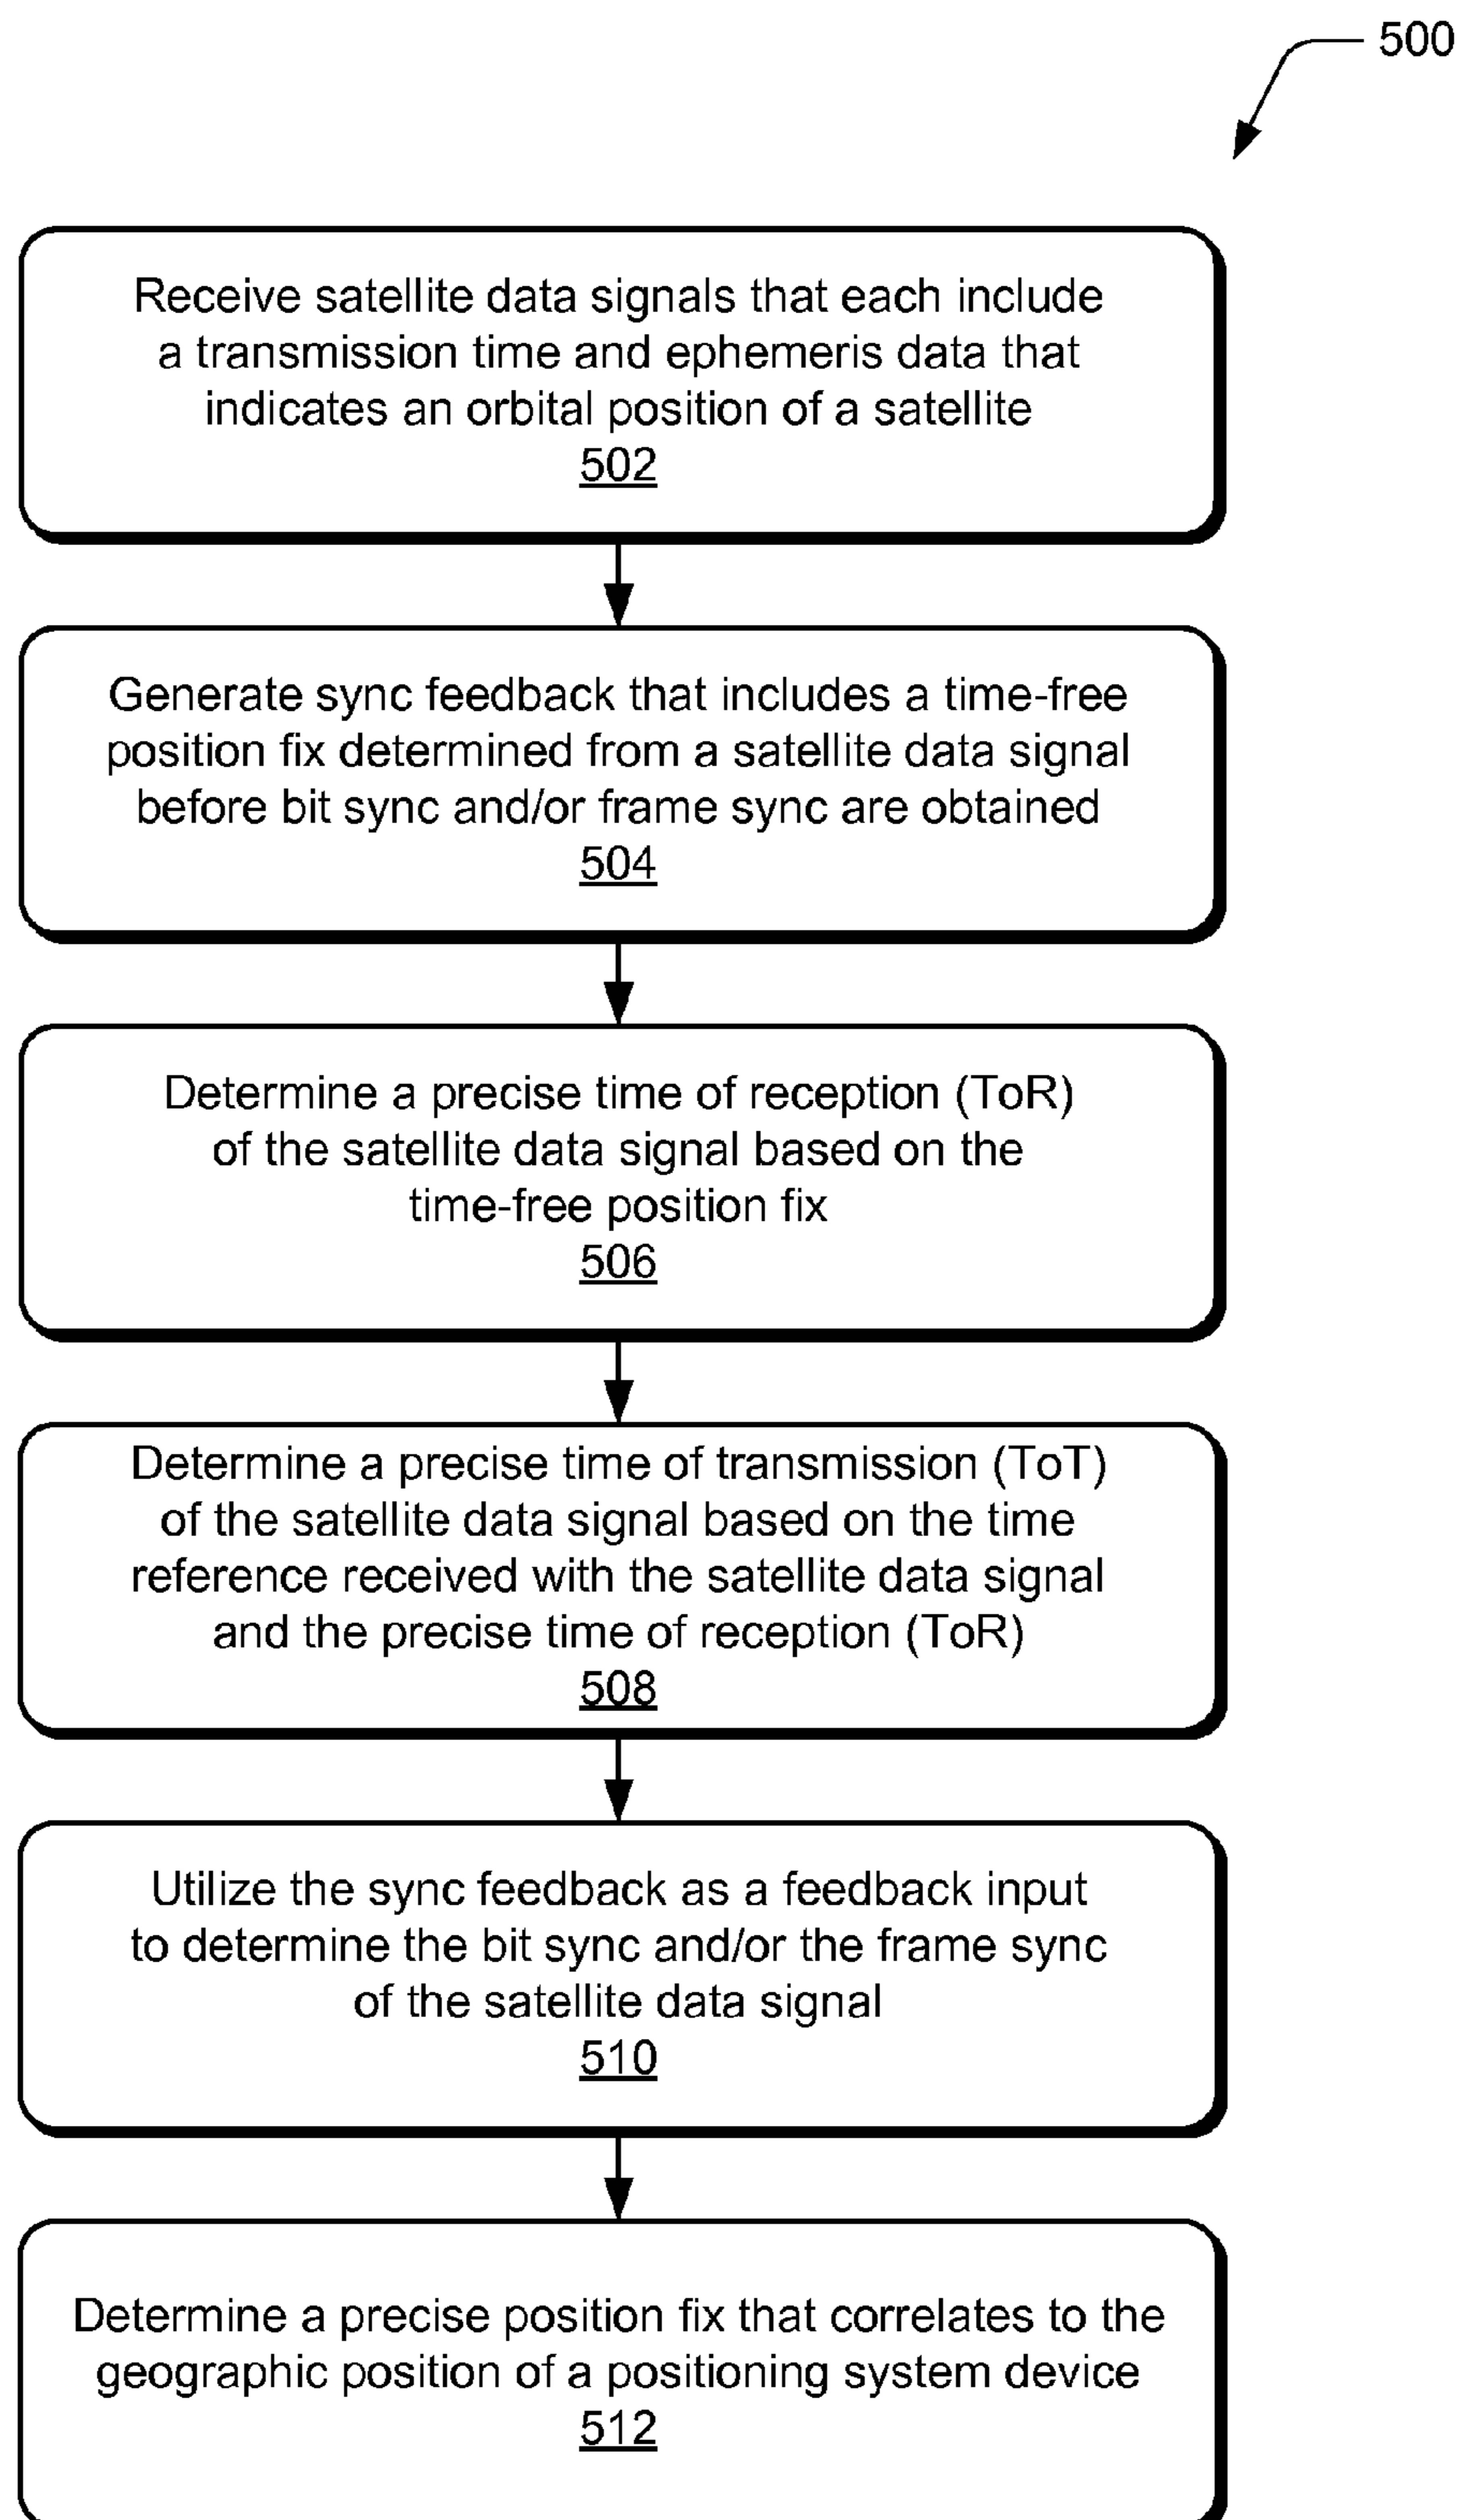 500
Receive satellite data signals that each include
a transmission time and ephemeris data that
indicates an orbital position of a satellite
502
Generate sync feedback that includes a time-free
position fix determined from a satellite data signal
before bit sync and/or frame sync are obtained
504
Determine a precise time of reception (ToR)
of the satellite data signal based on the
time-free position fix
506
Determine a precise time of transmission (ToT)
of the satellite data signal based on the time
reference received with the satellite data signal
and the precise time of reception (ToR)
508
Utilize the sync feedback as a feedback input
to determine the bit sync and/or the frame sync
of the satellite data signal
510
Determine a precise position fix that correlates to the
geographic position of a positioning system device
512